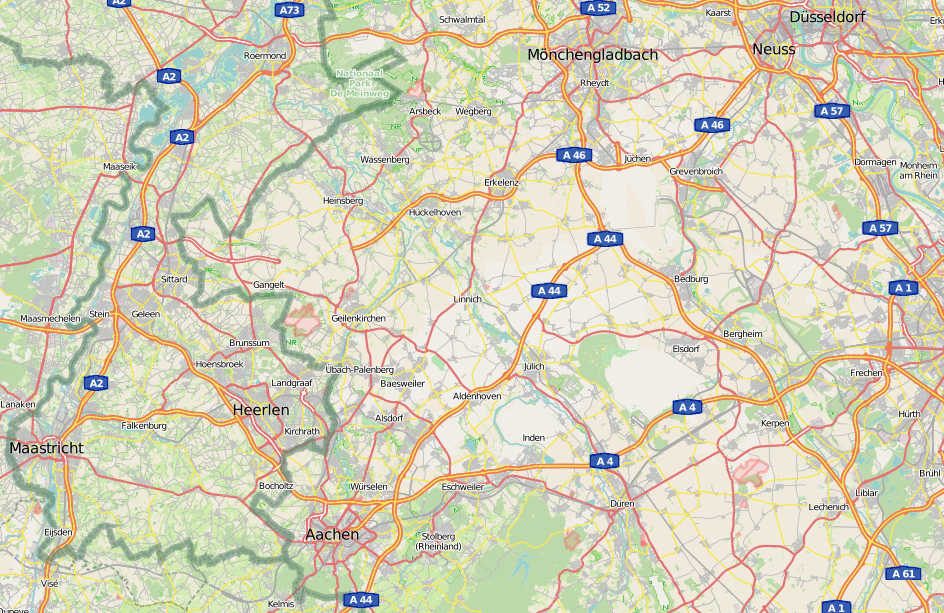 A2
A73
A 52
Kaarst
Düsseldorf
Schwalmtal
Neuss
Mönchengladbach
Roermond
A2
Nationaal
Park
De Meinweg
Rheydt
Arsbeck
Wegberg
A 57
A 46
A2
Wassenberg
A 46
Jüchen
Maaseik
Grevenbroich
Dormagen
Monheim
am Rhein
Erkelenz
Heinsberg
Hückelhoven
A2
A 44
A 57
Sittard
Gangelt
A 44
Bedburg
A 1
Linnich
Maasmechelen
Stein
Geleen
Geilenkirchen
Bergheim
Brunssum
Elsdorf
NR
Hoensbroek
Übach-Palenberg
Jülich
Frechen
A2
Landgraaf
Baesweiler
Aldenhoven
Lanaken
Heerlen
A 4
Hürth
Falkenburg
Kirchrath
Alsdorf
Kerpen
Inden
Maastricht
A 4
Brühl
Bocholtz
Würselen
Eschweiler
Liblar
Düren
Lechenich
Eijsden
Aachen
Stolberg
(Rheinland)
A 61
Visé
Kelmis
A 44
A 1